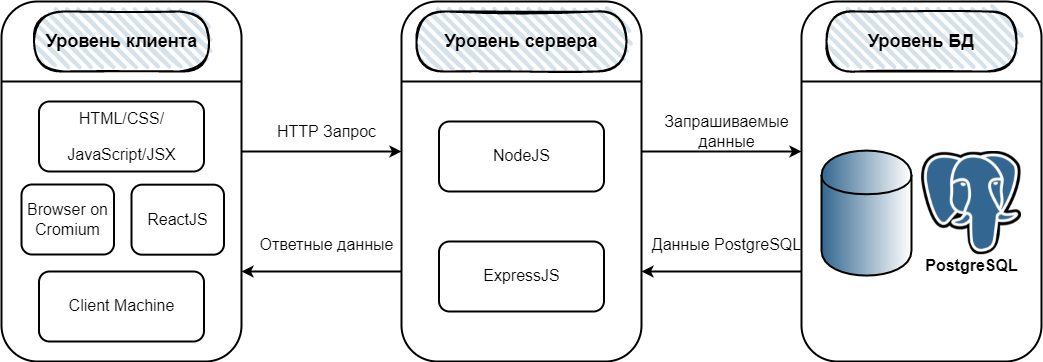 Уровень клиента
HTML/CSS/
JavaScript/JSX
Browser on
Cromium
ReactJS
Client Machine
HTTP Запрос
Ответные данные
Уровень сервера
NodeJS
ExpressJS
Запрашиваемые
данные
Данные PostgreSQL
Уровень БД
PostgreSQL